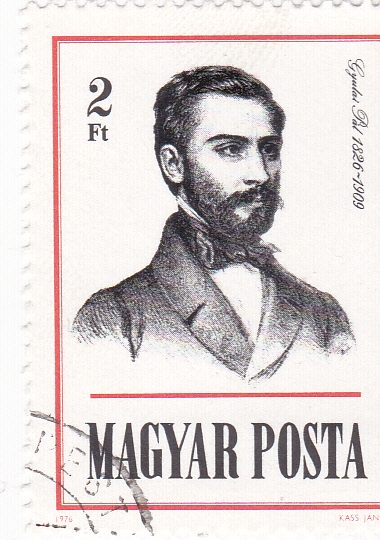 2
Ft
Gyulai Pál 1826-1909
MAGYAR POSTA
1976
KASS JÁN